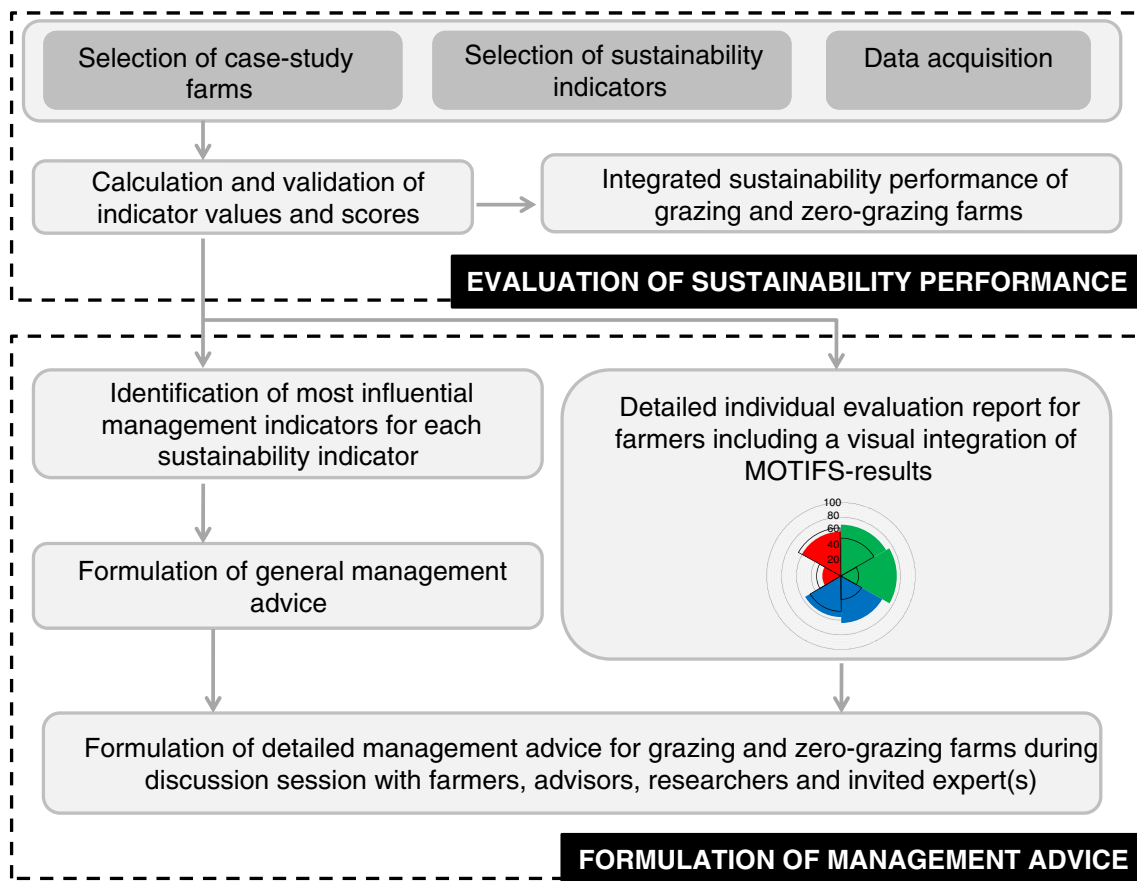 Selection of case-study
farms
Selection of sustainability
indicators
Data acquisition
Calculation and validation of
indicator values and scores
Integrated sustainability performance of
grazing and zero-grazing farms
EVALUATION OF SUSTAINABILITY PERFORMANCE
Identification of most influential
management indicators for each
sustainability indicator
Detailed individual evaluation report for
farmers including a visual integration of
MOTIFS-results
100
80
60
40
20
Formulation of general management
advice
Formulation of detailed management advice for grazing and zero-grazing farms during
discussion session with farmers, advisors, researchers and invited expert(s)
FORMULATION OF MANAGEMENT ADVICE